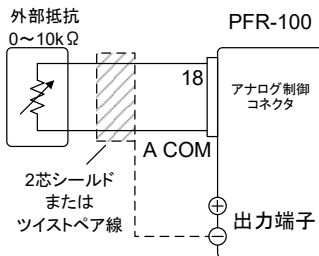 外部抵抗
0～10kΩ
PFR-100
18
アナログ制御
コネクタ
A COM
2芯シールド
または
ツイストペア線
出力端子